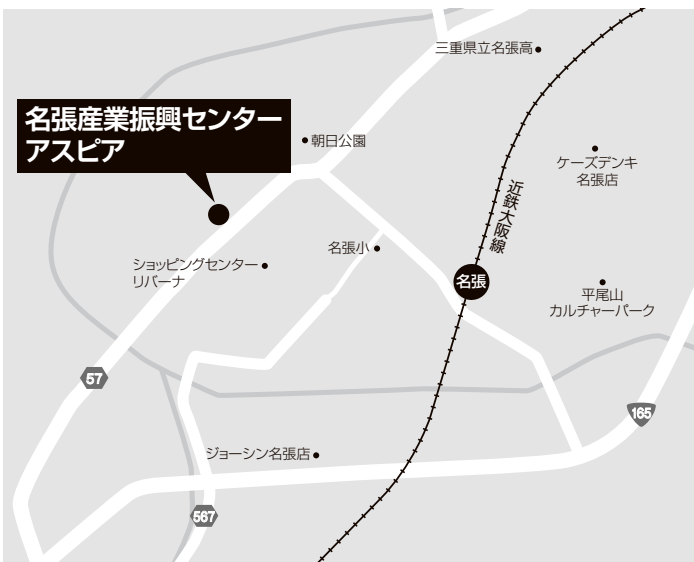 三重県立名張高
名張産業振興センター
アスピア
朝日公園
ケーズデンキ
名張店
近鉄大阪線
名張小
ショッピングセンター
リバーナ
名張
平尾山
カルチャーパーク
57
165
ジョーシン名張店
567